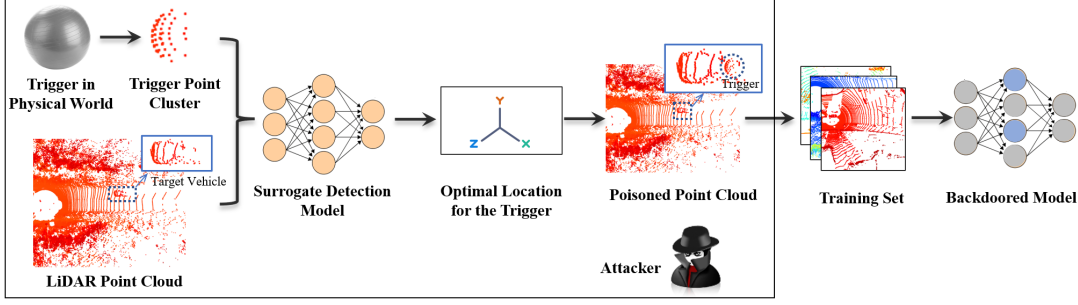 Trigger in
Physical World
Trigger Point
Cluster
Target Vehicle
LiDAR Point Cloud
Surrogate Detection
Model
Y
Z
X
Optimal Location
for the Trigger
Trigger
Poisoned Point Cloud
Attacker
Training Set
Backdoored Model